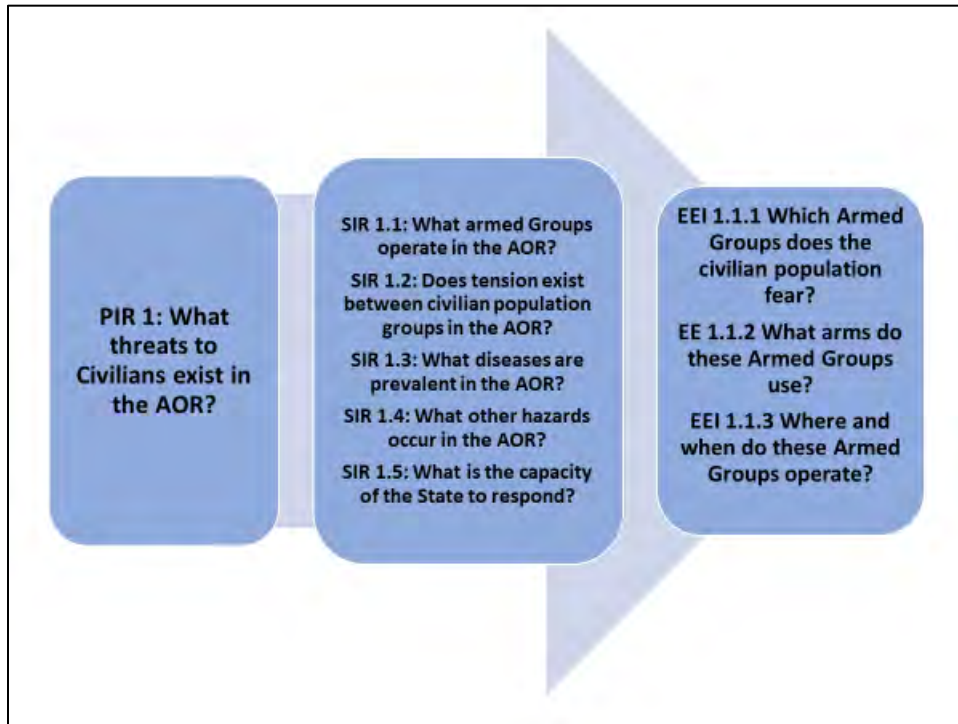 PIR 1: What
threats to
Civilians exist in
the AOR?
SIR 1.1: What armed Groups
operate in the AOR?
SIR 1.2: Does tension exist
between civilian population
groups in the AOR?
SIR 1.3: What diseases are
prevalent in the AOR?
SIR 1.4: What other hazards
occur in the AOR?
SIR 1.5: What is the capacity
of the State to respond?
EEI 1.1.1 Which Armed
Groups does the
civilian population
fear?
EE 1.1.2 What arms do
these Armed Groups
use?
EEI 1.1.3 Where and
when do these Armed
Groups operate?